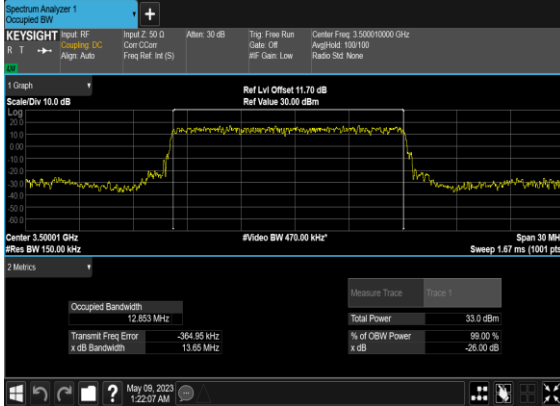 Spectrum Analyzer 1
Occupied BW
+
KEYSIGHT Input: RF Input Z: 50 Ω Atten: 30 dB Trig: Free Run Center Freq: 3.500010000 GHz
R T Coupling: DC Corr CCorr Gate: Off Avg|Hold: 100/100
Align: Auto Freq Ref: Int (S) #IF Gain: Low Radio Std: None
LXI
1 Graph
Ref Lvl Offset 11.70 dB
Scale/Div 10.0 dB Ref Value 30.00 dBm
Log
20.0
10.0
0.00
-10.0
-20.0
-30.0
-40.0
-50.0
-60.0
Center 3.50001 GHz #Video BW 470.00 kHz* Span 30 MH
#Res BW 150.00 kHz Sweep 1.67 ms (1001 pts
2 Metrics
Measure Trace Trace 1
Occupied Bandwidth
12.853 MHz
Total Power 33.0 dBm
Transmit Freq Error -364.95 kHz % of OBW Power 99.00 %
x dB Bandwidth 13.65 MHz x dB -26.00 dB
? May 09, 2023
1:22:07 AM